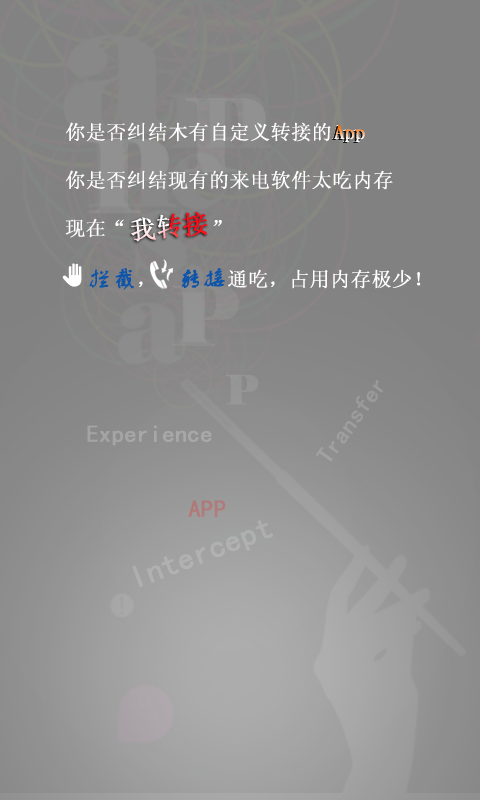 你是否纠结木有自定义转接的App
你是否纠结现有的来电软件太吃内存
现在“我转接”
拦截，转接通吃，占用内存极少！
a
p
pa
a
P
P
Experience
Transfer
APP
Intercept
!